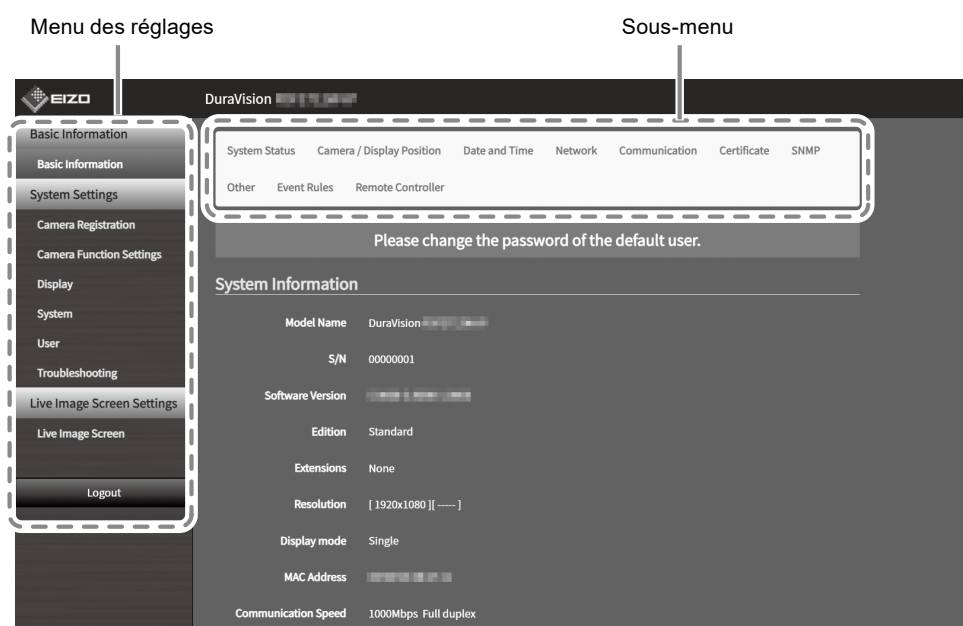 Menu des réglages
Sous-menu
EIZO
DuraVision
Basic Information
Basic Information
System Settings
Camera Registration
Camera Function Settings
Display
System
User
Troubleshooting
Live Image Screen Settings
Live Image Screen
Logout
System Status Camera / Display Position Date and Time Network Communication Certificate SNMP
Other Event Rules Remote Controller
Please change the password of the default user.
System Information
Model Name DuraVision
S/N 00000001
Software Version
Edition Standard
Extensions None
Resolution [ 1920x1080 ][ ----- ]
Display mode Single
MAC Address
Communication Speed 1000Mbps Full duplex